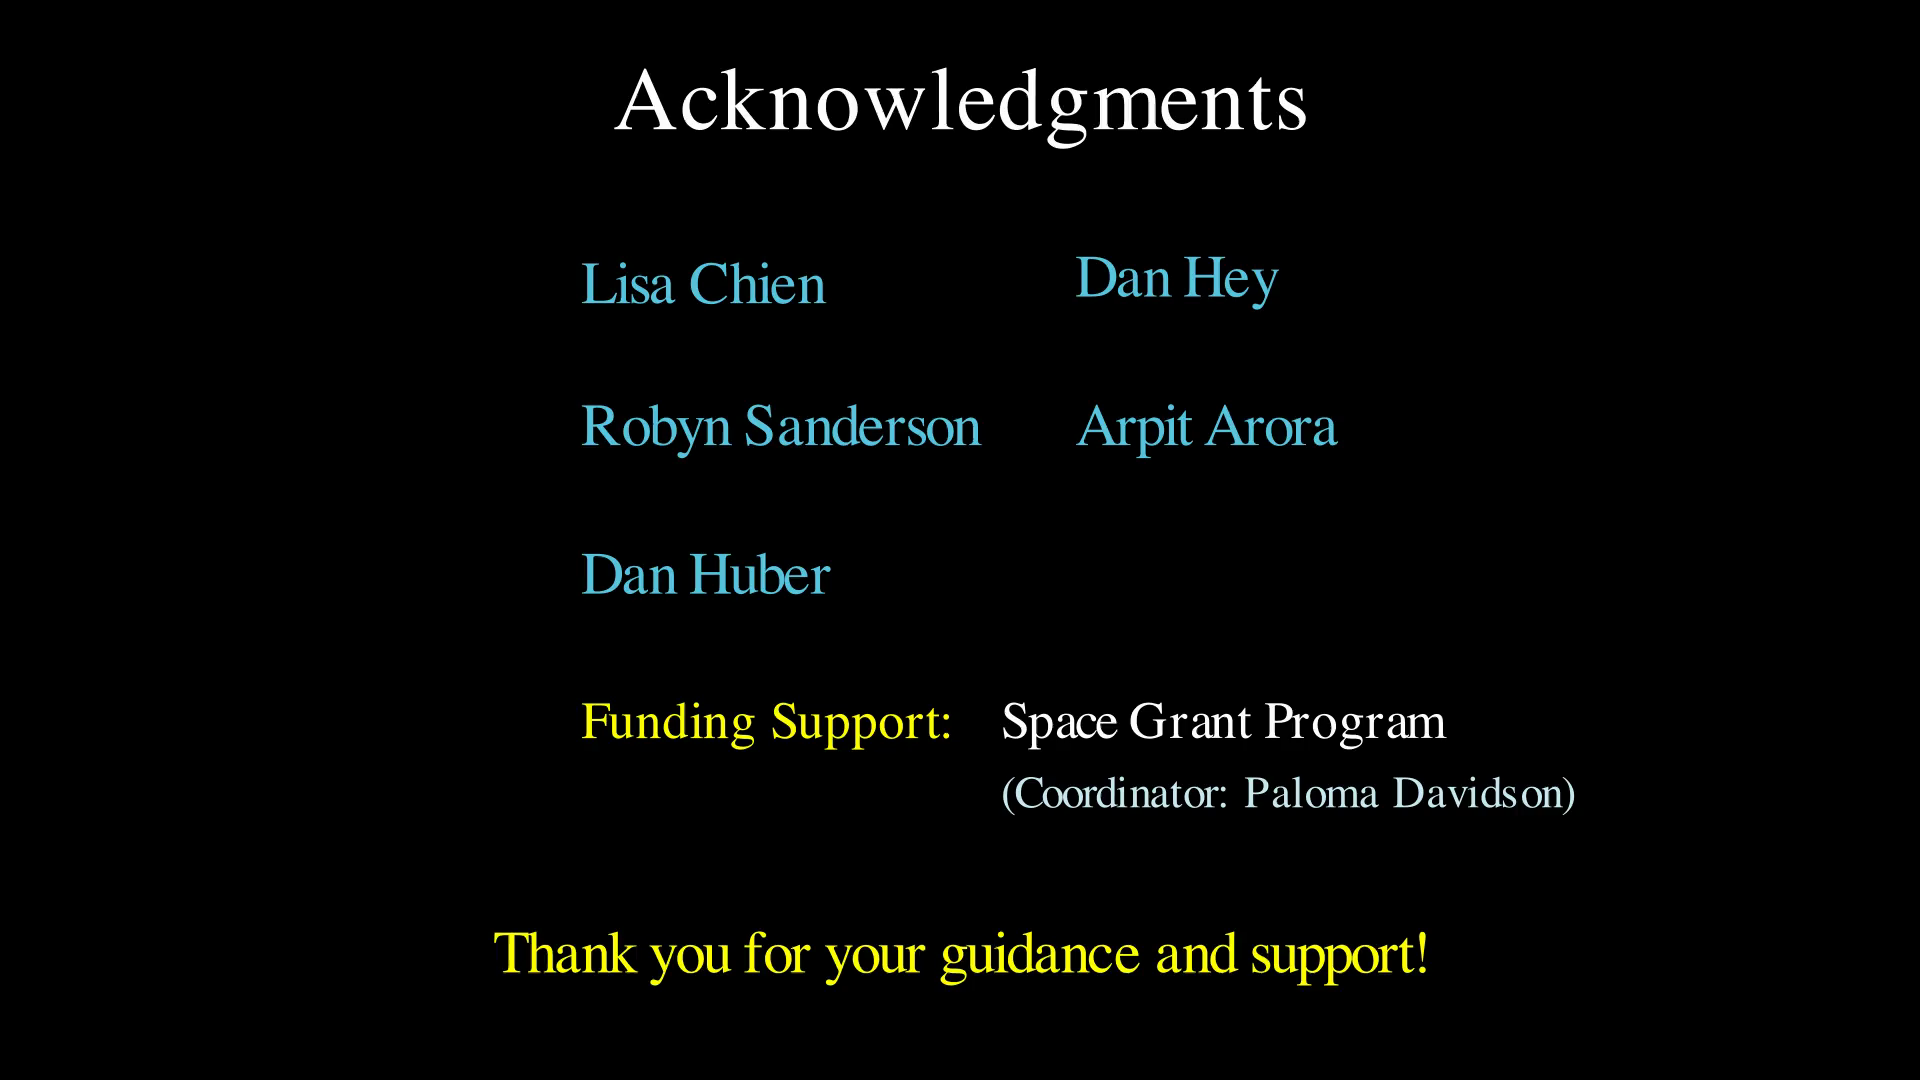 Acknowledgments
Lisa Chien
Dan Hey
Robyn Sanderson
Arpit Arora
Dan Huber
Funding Support: Space Grant Program
(Coordinator: Paloma Davidson)
Thank you for your guidance and support!